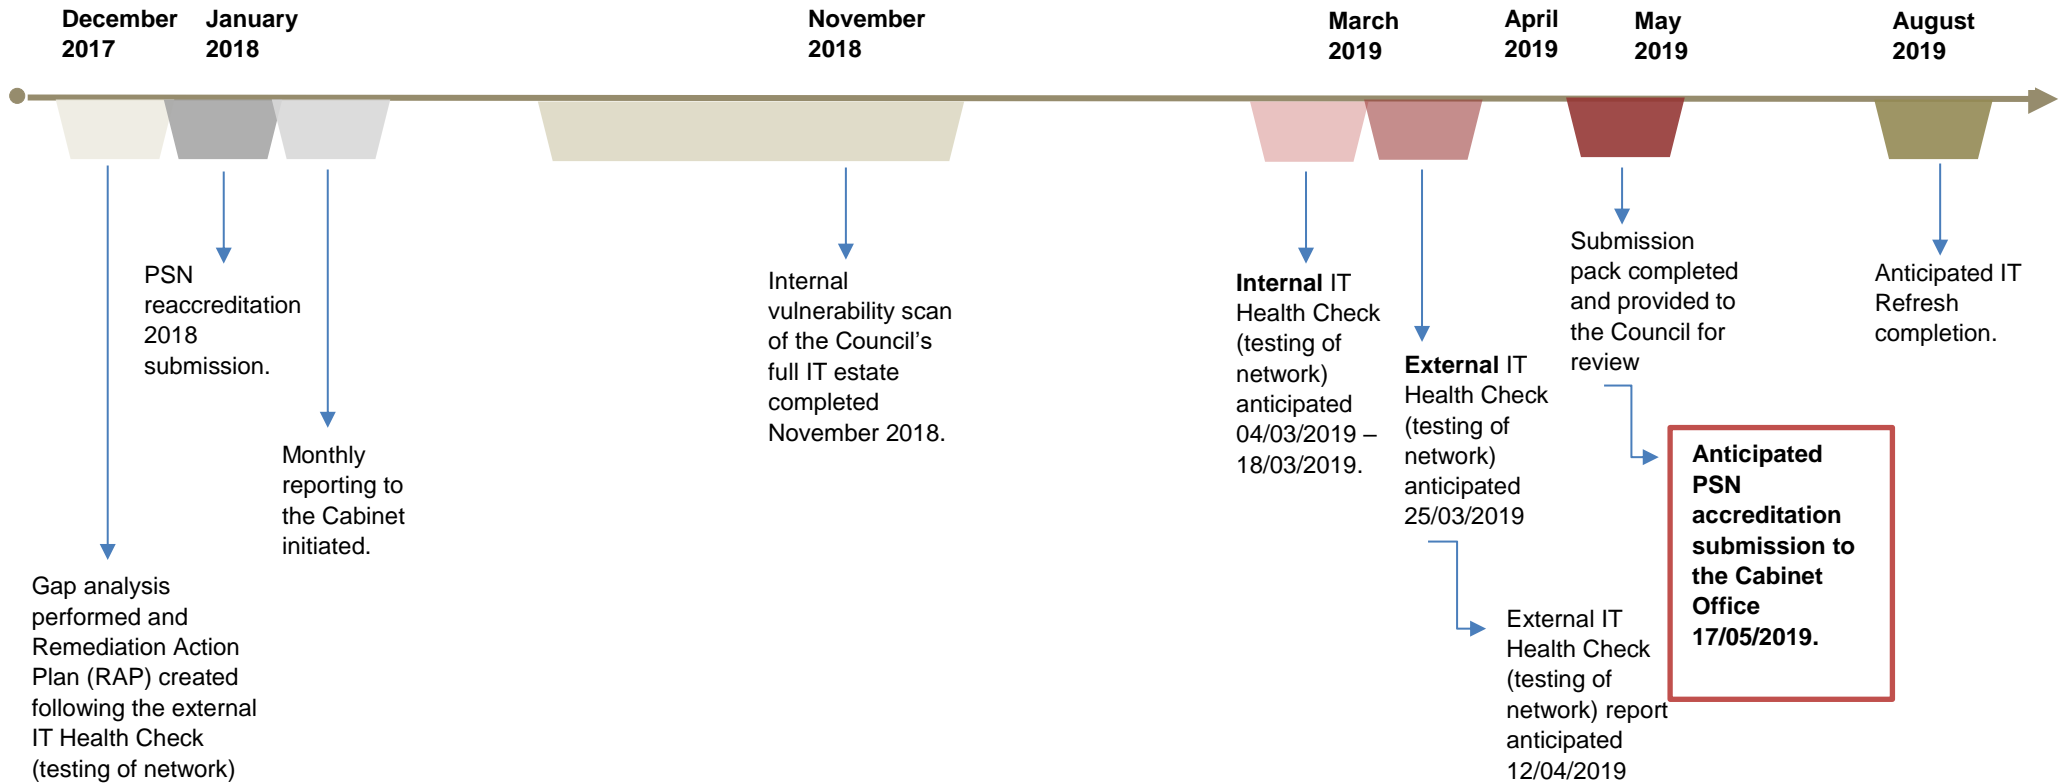 December
2017
January
2018
November
2018
March
2019
April
2019
May
2019
August
2019
Gap analysis
performed and
Remediation Action
Plan (RAP) created
following the external
IT Health Check
(testing of network)
PSN
reaccreditation
2018
submission.
Monthly
reporting to
the Cabinet
initiated.
Internal
vulnerability scan
of the Council’s
full IT estate
completed
November 2018.
Internal IT
Health Check
(testing of
network)
anticipated
04/03/2019 –
18/03/2019.
External IT
Health Check
(testing of
network)
anticipated
25/03/2019
External IT
Health Check
(testing of
network) report
anticipated
12/04/2019
Submission
pack completed
and provided to
the Council for
review
Anticipated
PSN
accreditation
submission to
the Cabinet
Office
17/05/2019.
Anticipated IT
Refresh
completion.